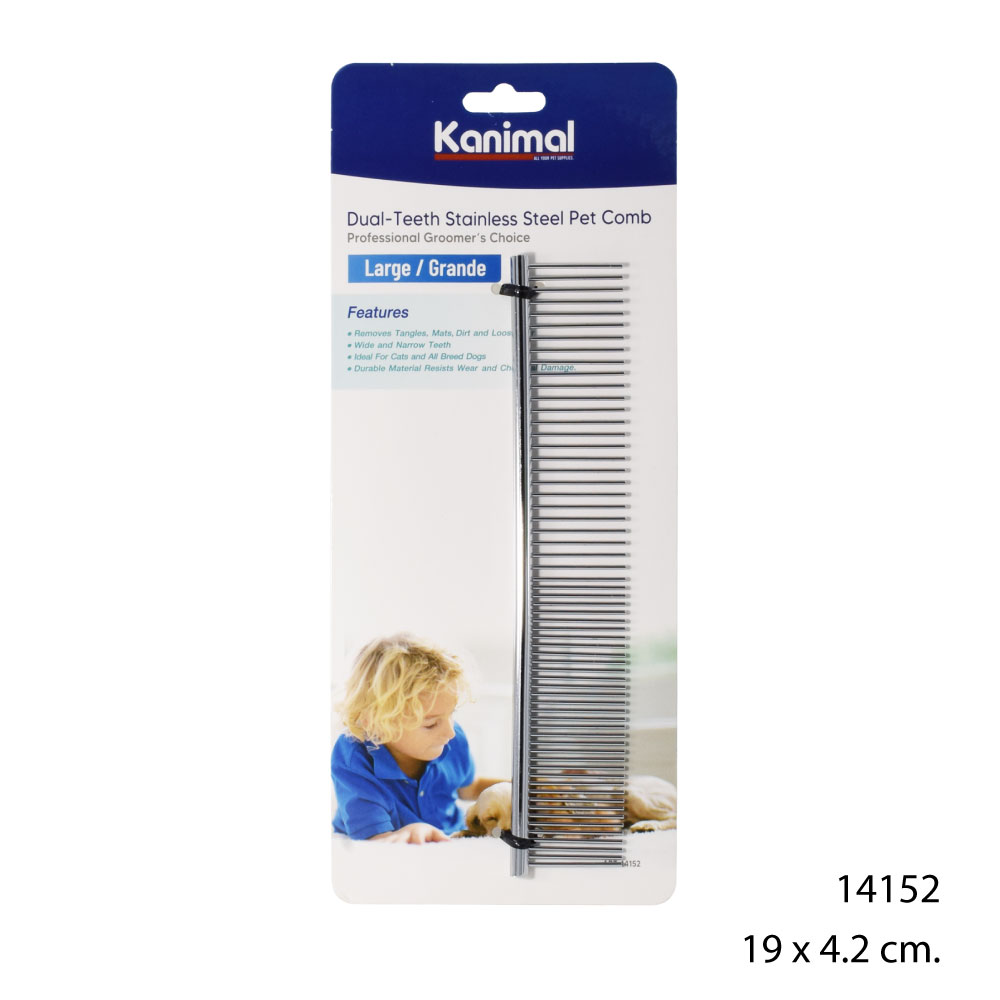 Kanimal
ALL YOUR PET SUPPLIES
Dual-Teeth Stainless Steel Pet Comb
Professional Groomer's Choice
Large / Grande
Features
• Removes Tangles, Mats, Dirt and Loos
• Wide and Narrow Teeth
• Ideal For Cats and All Breed Dogs
• Durable Material Resists Wear and Ch Damage.
14152
14152
19 x 4.2 cm.